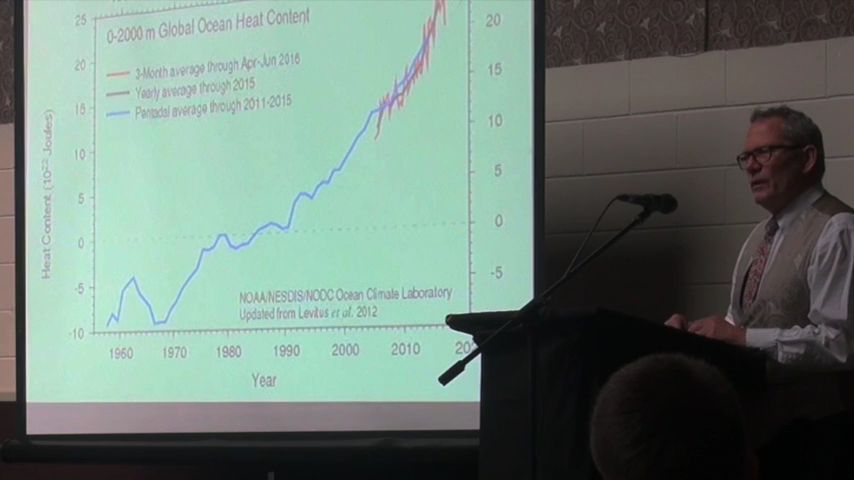 0-2000 m Global Ocean Heat Content
3-Month average through Apr-Jun 2016
Yearly average through 2015
Pentadal average through 2011-2015
Heat Content (10²² Joules)
25
20
15
10
5
0
-5
-10
20
15
10
5
0
-5
NOAA/NESDIS/NODC Ocean Climate Laboratory
Updated from Levitus et al. 2012
1960 1970 1980 1990 2000 2010
Year